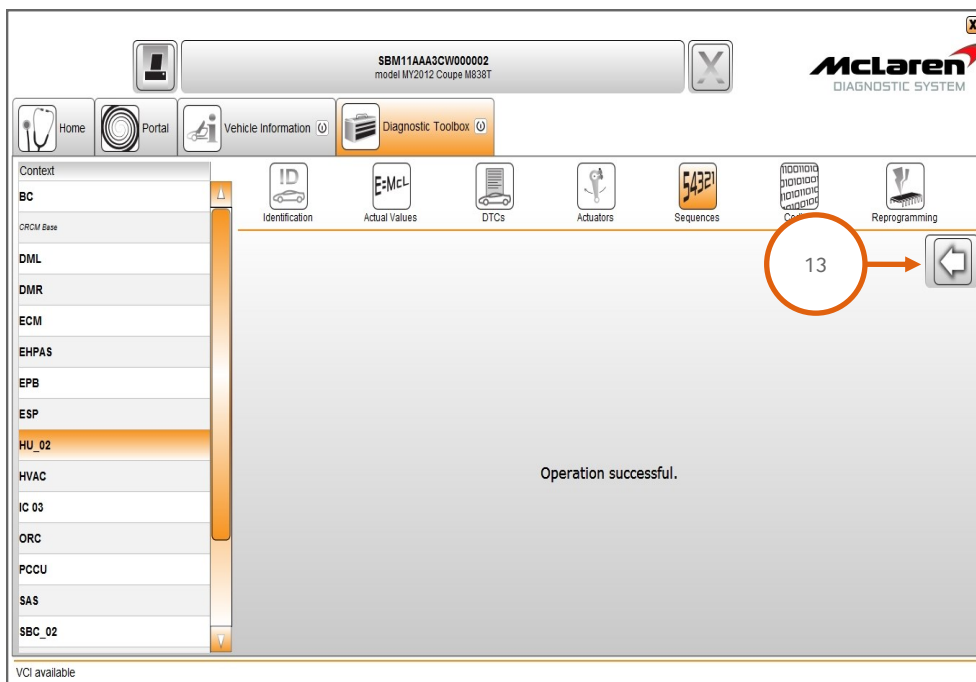 X
SBM11AAA3CW000002
model MY2012 Coupe M838T
X
McLaren
DIAGNOSTIC SYSTEM
Home
Portal
Vehicle Information
Diagnostic Toolbox
Context
BC
CRCM Base
DML
DMR
ECM
EHPAS
EPB
ESP
HU_02
HVAC
IC 03
ORC
PCCU
SAS
SBC_02
ID
Identification
E=McL
Actual Values
DTCs
Actuators
54321
Sequences
Reprogramming
13
Operation successful.
VCI available